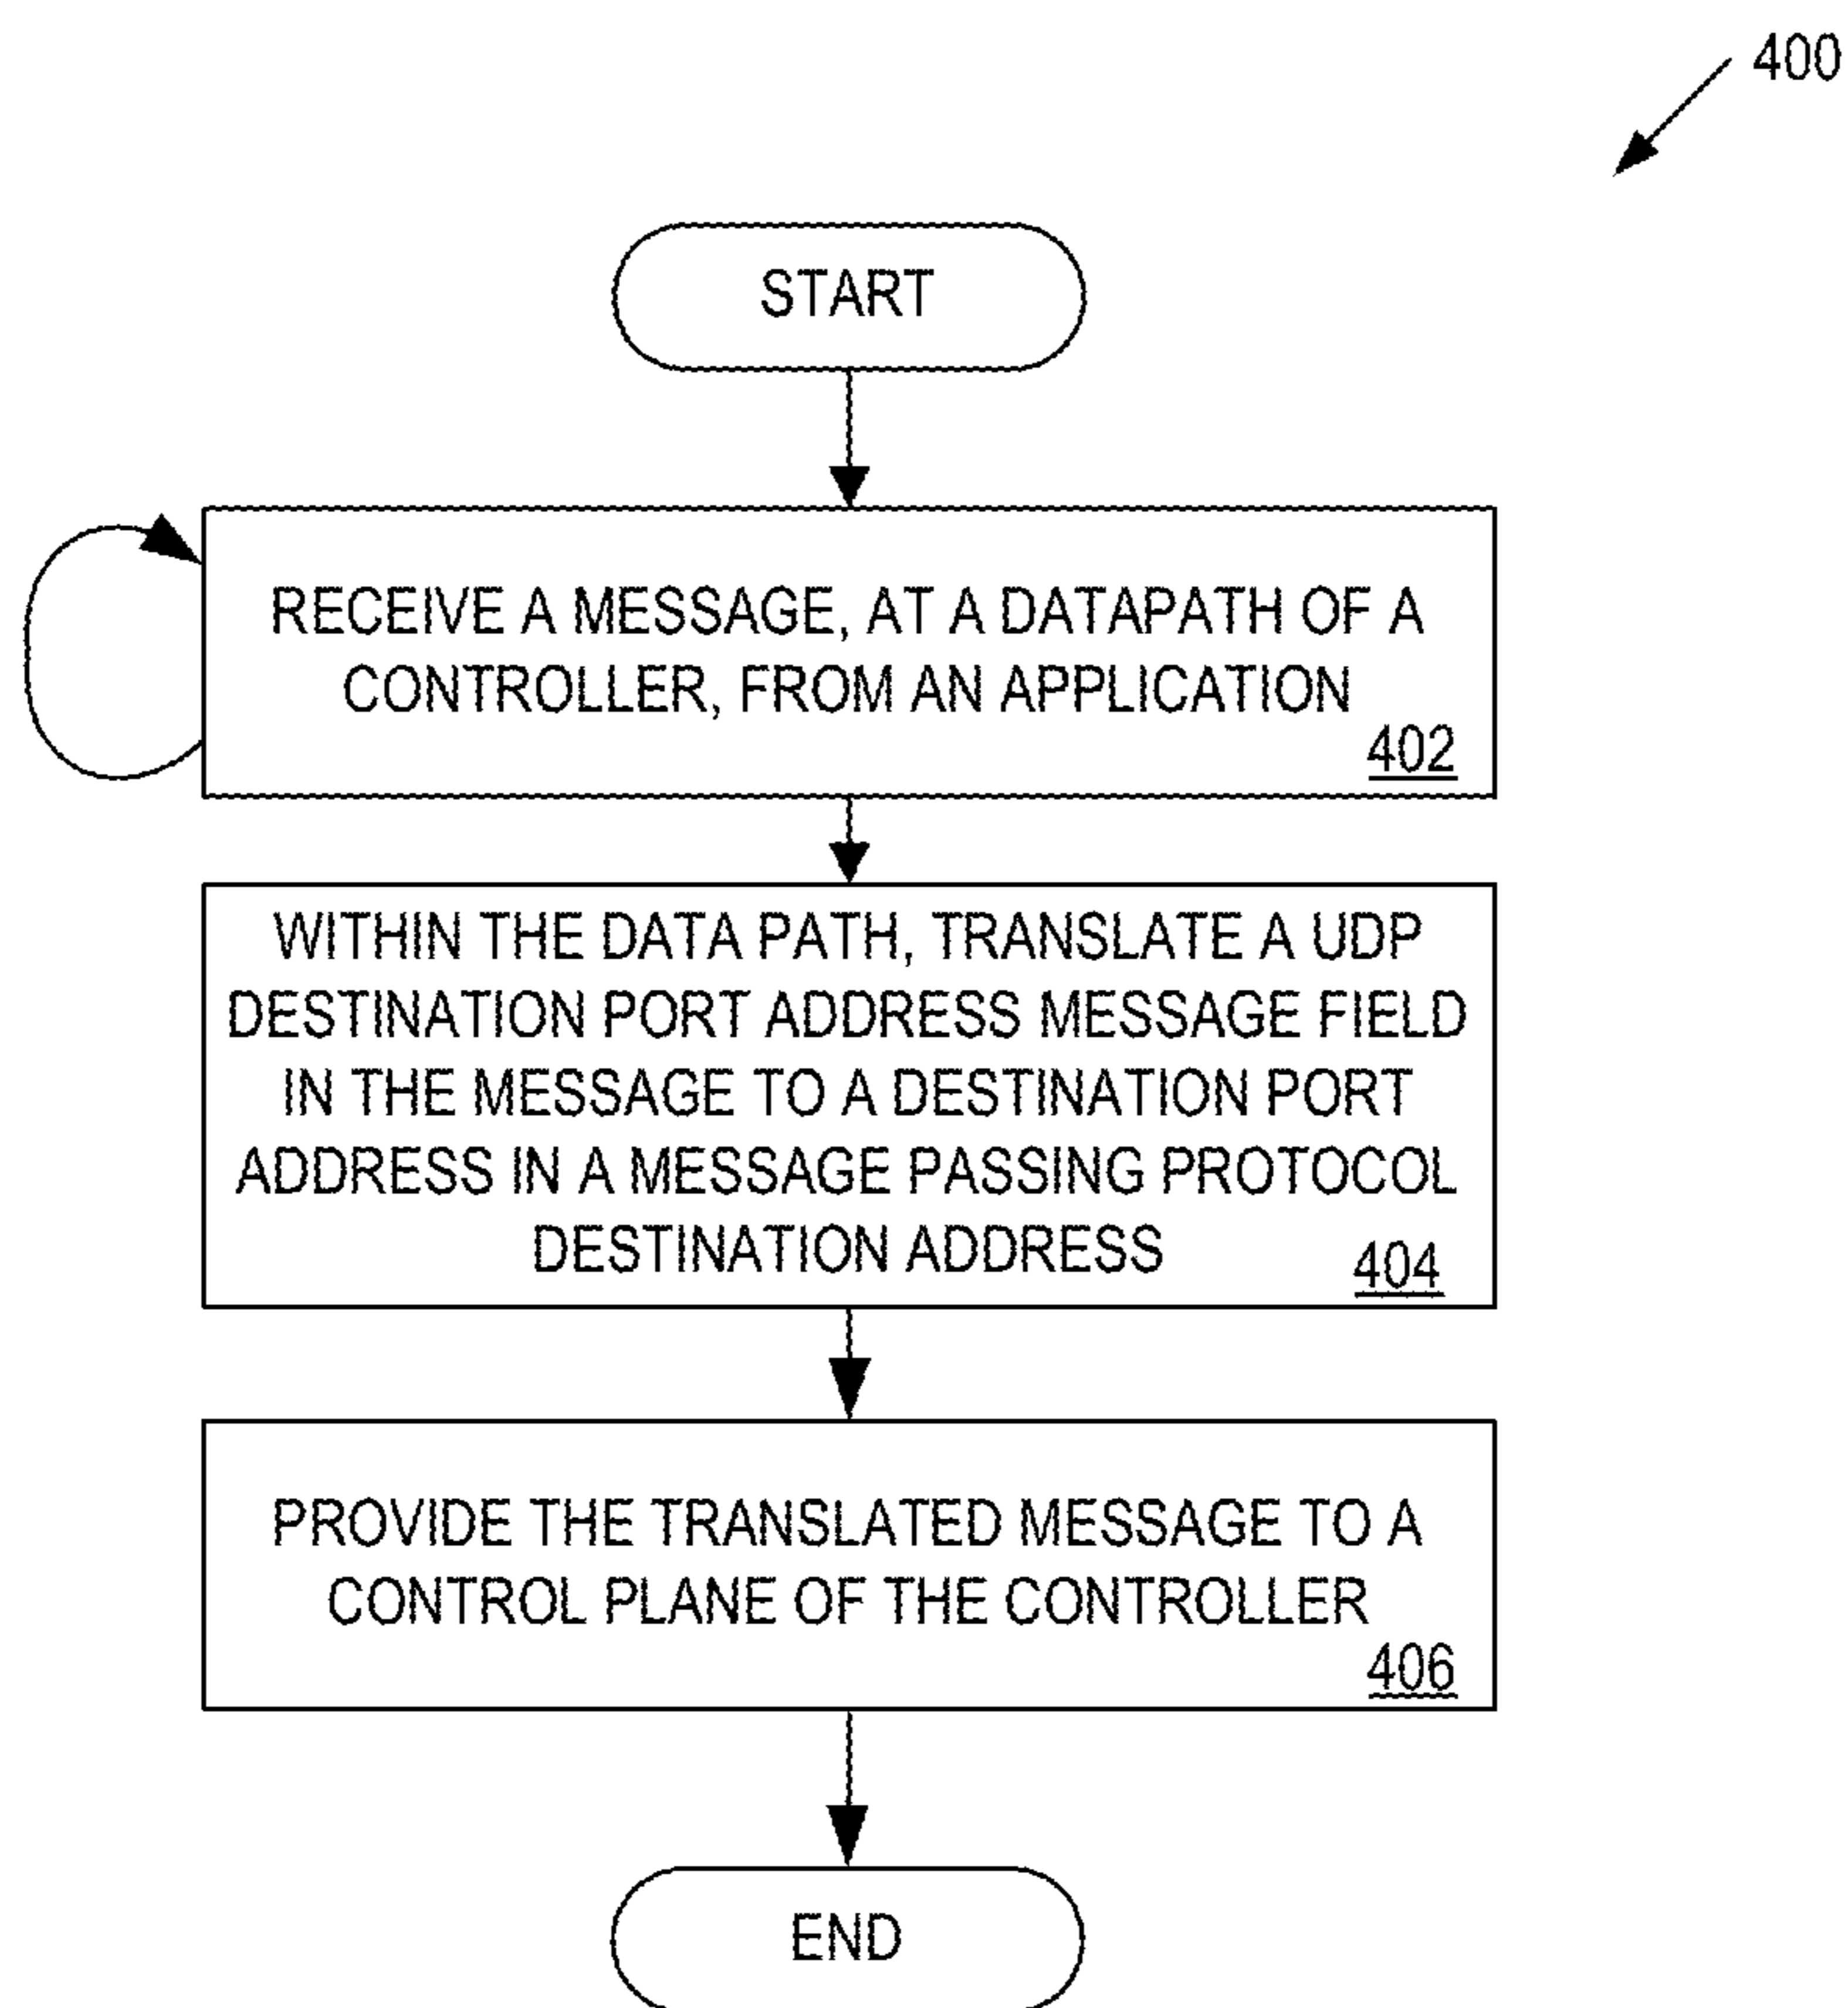 400
START
RECEIVE A MESSAGE, AT A DATAPATH OF A
CONTROLLER, FROM AN APPLICATION
402
WITHIN THE DATA PATH, TRANSLATE A UDP
DESTINATION PORT ADDRESS MESSAGE FIELD
IN THE MESSAGE TO A DESTINATION PORT
ADDRESS IN A MESSAGE PASSING PROTOCOL
DESTINATION ADDRESS
404
PROVIDE THE TRANSLATED MESSAGE TO A
CONTROL PLANE OF THE CONTROLLER
406
END